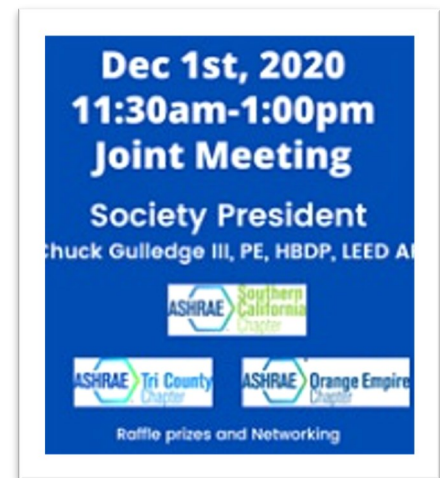 Dec 1st, 2020
11:30am-1:00pm
Joint Meeting
Society President
Chuck Gulledge III, PE, HBDP, LEED A
ASHRAE Southern California Chapter
ASHRAE Tri County Chapter
ASHRAE Orange Empire Chapter
Raffle prizes and Networking